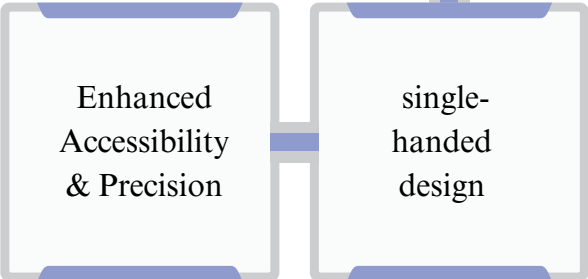 Enhanced
Accessibility
& Precision
single-
handed
design